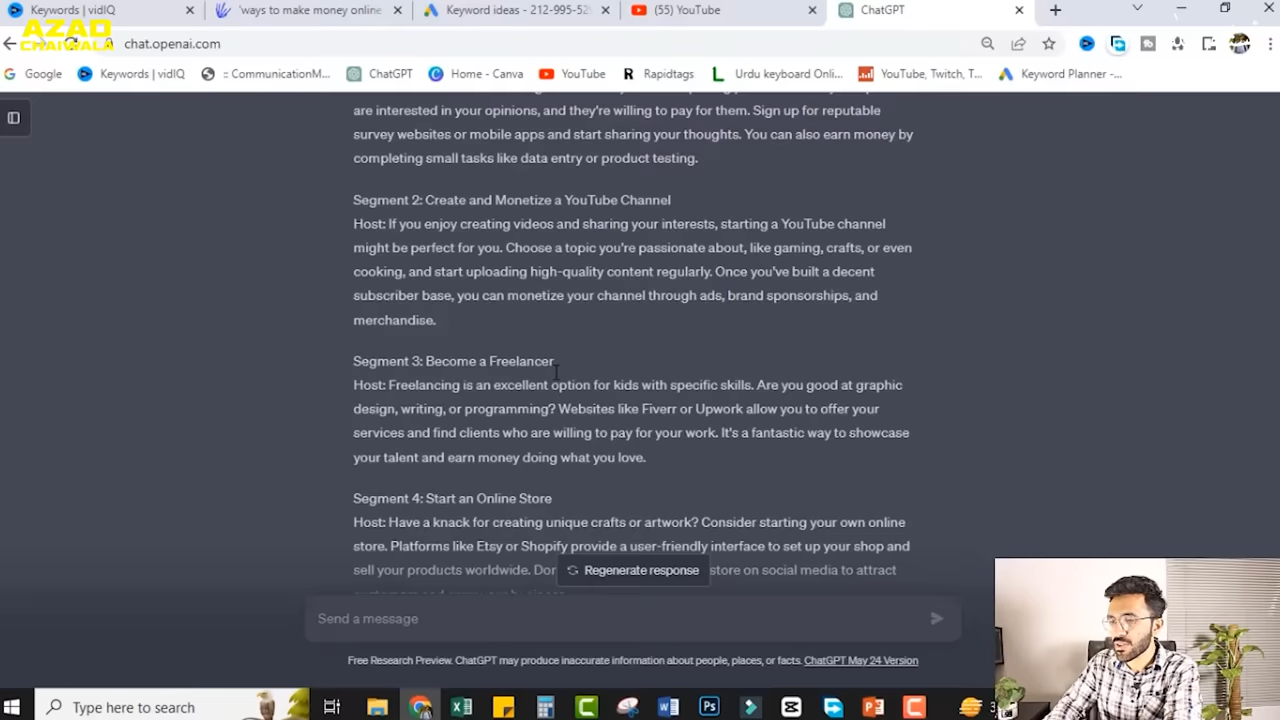 Keywords | vidIQ
'ways to make money online
Keyword ideas - 212-995-52
(55) YouTube
ChatGPT
AZAD
CHAIWALA
chat.openai.com
Google
Keywords | vidIQ
:: CommunicationM...
ChatGPT
Home - Canva
YouTube
Rapidtags
Urdu keyboard Onli...
YouTube, Twitch, T...
Keyword Planner -...
are interested in your opinions, and they're willing to pay for them. Sign up for reputable
survey websites or mobile apps and start sharing your thoughts. You can also earn money by
completing small tasks like data entry or product testing.
Segment 2: Create and Monetize a YouTube Channel
Host: If you enjoy creating videos and sharing your interests, starting a YouTube channel
might be perfect for you. Choose a topic you're passionate about, like gaming, crafts, or even
cooking, and start uploading high-quality content regularly. Once you've built a decent
subscriber base, you can monetize your channel through ads, brand sponsorships, and
merchandise.
Segment 3: Become a Freelancer
Host: Freelancing is an excellent option for kids with specific skills. Are you good at graphic
design, writing, or programming? Websites like Fiverr or Upwork allow you to offer your
services and find clients who are willing to pay for your work. It's a fantastic way to showcase
your talent and earn money doing what you love.
Segment 4: Start an Online Store
Host: Have a knack for creating unique crafts or artwork? Consider starting your own online
store. Platforms like Etsy or Shopify provide a user-friendly interface to set up your shop and
sell your products worldwide. Dor store on social media to attract
Regenerate response
Send a message
Free Research Preview. ChatGPT may produce inaccurate information about people, places, or facts. ChatGPT May 24 Version
Type here to search